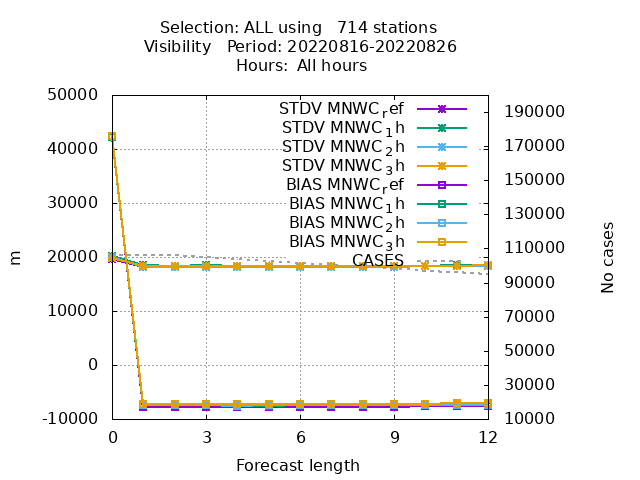 Selection: ALL using   714 stations
Visibility   Period: 20220816-20220826
Hours:  All hours
50000
40000
30000
20000
10000
0
-10000
m
STDV MNWC_ref
STDV MNWC_1h
STDV MNWC_2h
STDV MNWC_3h
BIAS MNWC_ref
BIAS MNWC_1h
BIAS MNWC_2h
BIAS MNWC_3h
CASES
190000
170000
150000
130000
110000
90000
70000
50000
30000
10000
No cases
0 3 6 9 12
Forecast length